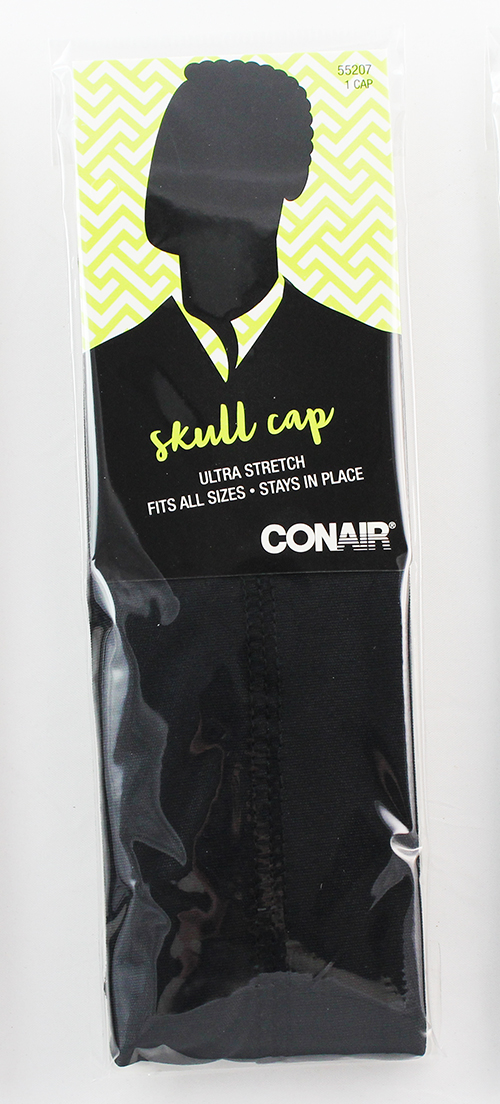 55207
1 CAP
skull cap
ULTRA STRETCH
FITS ALL SIZES • STAYS IN PLACE
CONAIR®